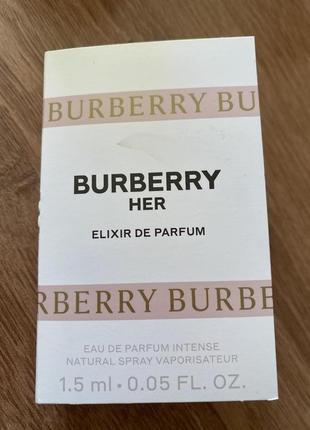 BURBERRY BU
BURBERRY
HER
ELIXIR DE PARFUM
RBERRY BURBE
EAU DE PARFUM INTENSE
NATURAL SPRAY VAPORISATEUR
1.5 ml • 0.05 FL. OZ.